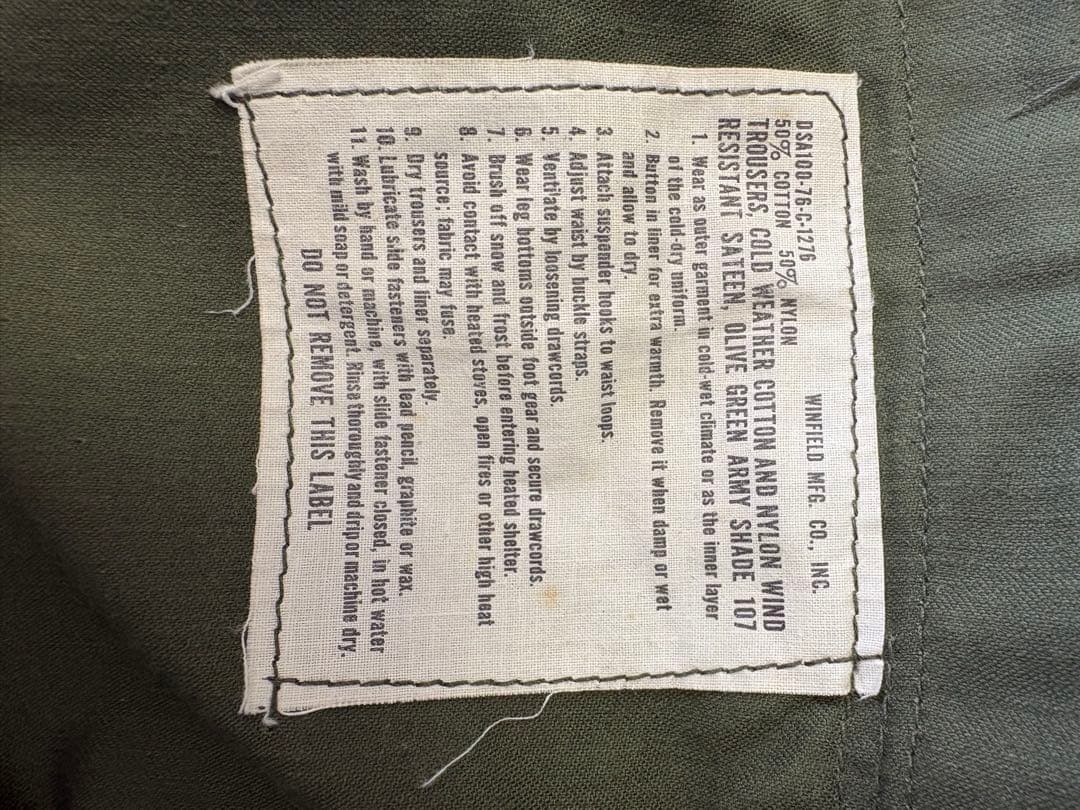 DSA100-76-C-1276 WINFIELD MFG. CO., INC.
50% COTTON 50% NYLON
TROUSERS, COLD WEATHER COTTON AND NYLON WIND
RESISTANT SATEEN, OLIVE GREEN ARMY SHADE 107
1. Wear as outer garment in cold-wet climate or as the inner layer
of the cold-dry uniform.
2. Button in liner for extra warmth. Remove it when damp or wet
and allow to dry.
3. Attach suspender hooks to waist loops.
4. Adjust waist by buckle straps.
5. Ventilate by loosening drawcords.
6. Wear leg bottoms outside foot gear and secure drawcords.
7. Brush off snow and frost before entering heated shelter.
8. Avoid contact with heated stoves, open fires or other high heat
source; fabric may fuse.
9. Dry trousers and liner separately.
10. Lubricate slide fasteners with lead pencil, graphite or wax.
11. Wash by hand or machine, with slide fastener closed, in hot water
with mild soap or detergent. Rinse thoroughly and drip or machine dry.
DO NOT REMOVE THIS LABEL